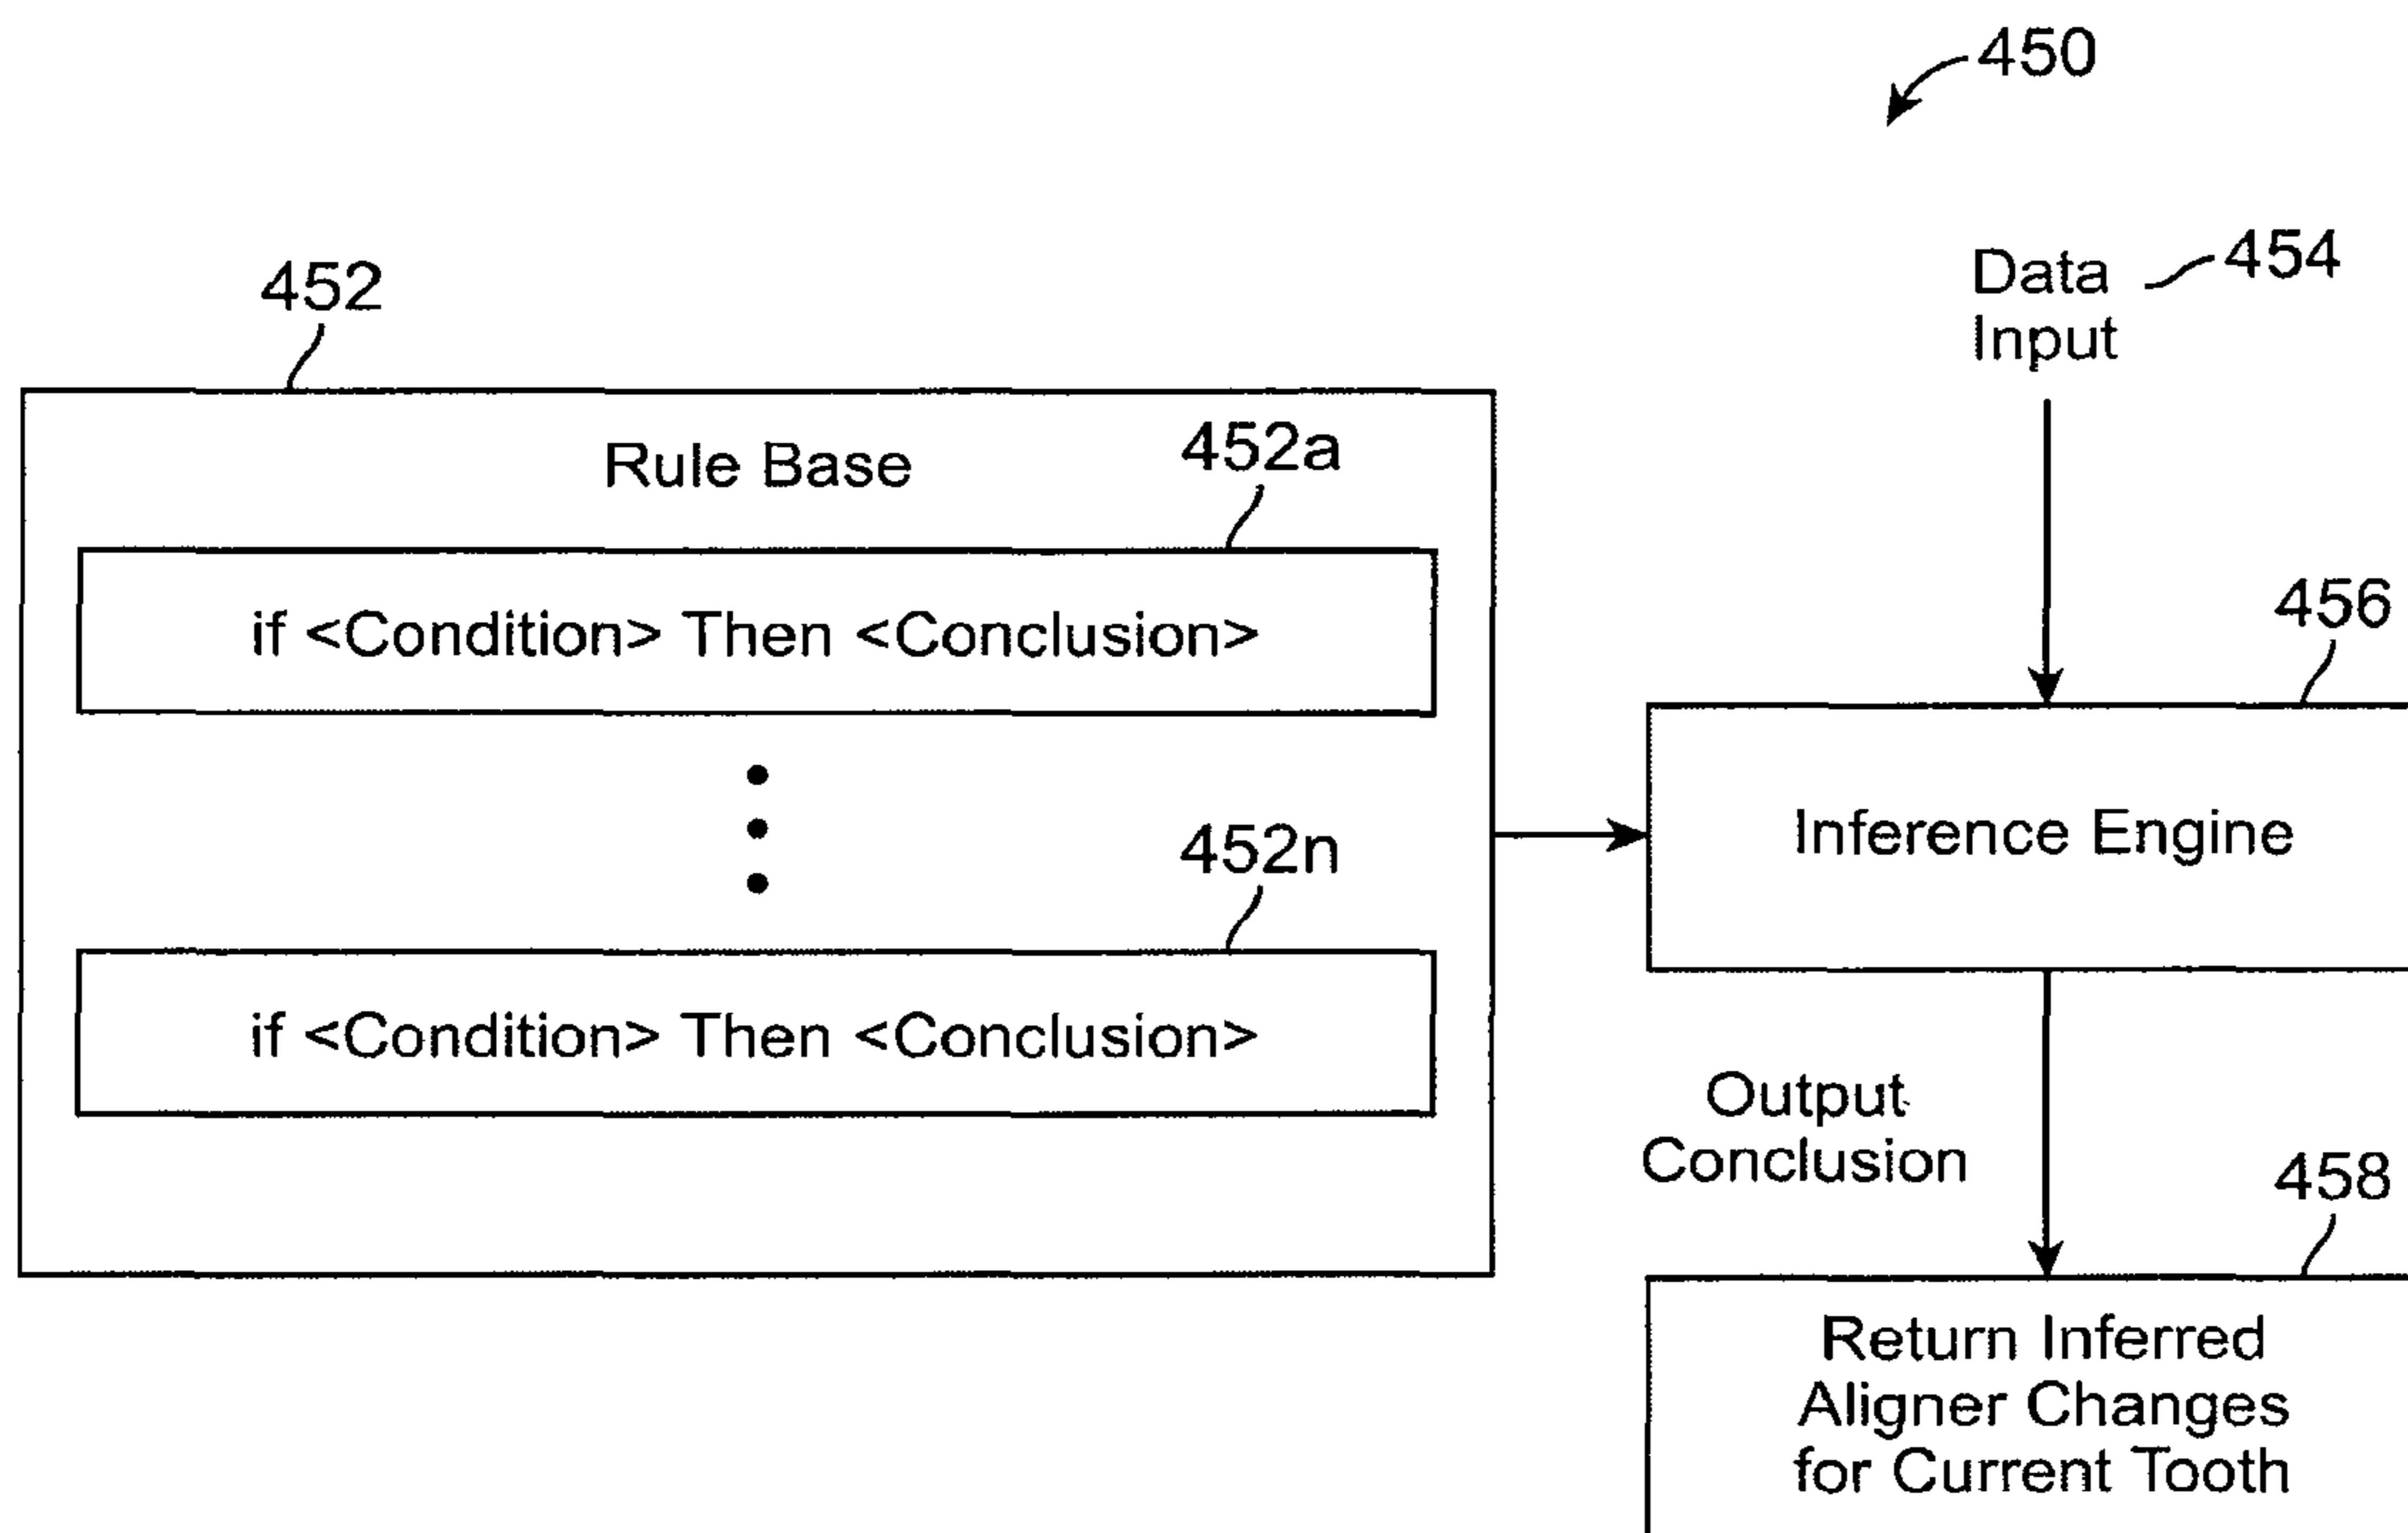 450
Data
Input
454
452
Rule Base
452a
if <Condition> Then <Conclusion>
452n
if <Condition> Then <Conclusion>
456
Inference Engine
Output
Conclusion
458
Return Inferred
Aligner Changes
for Current Tooth